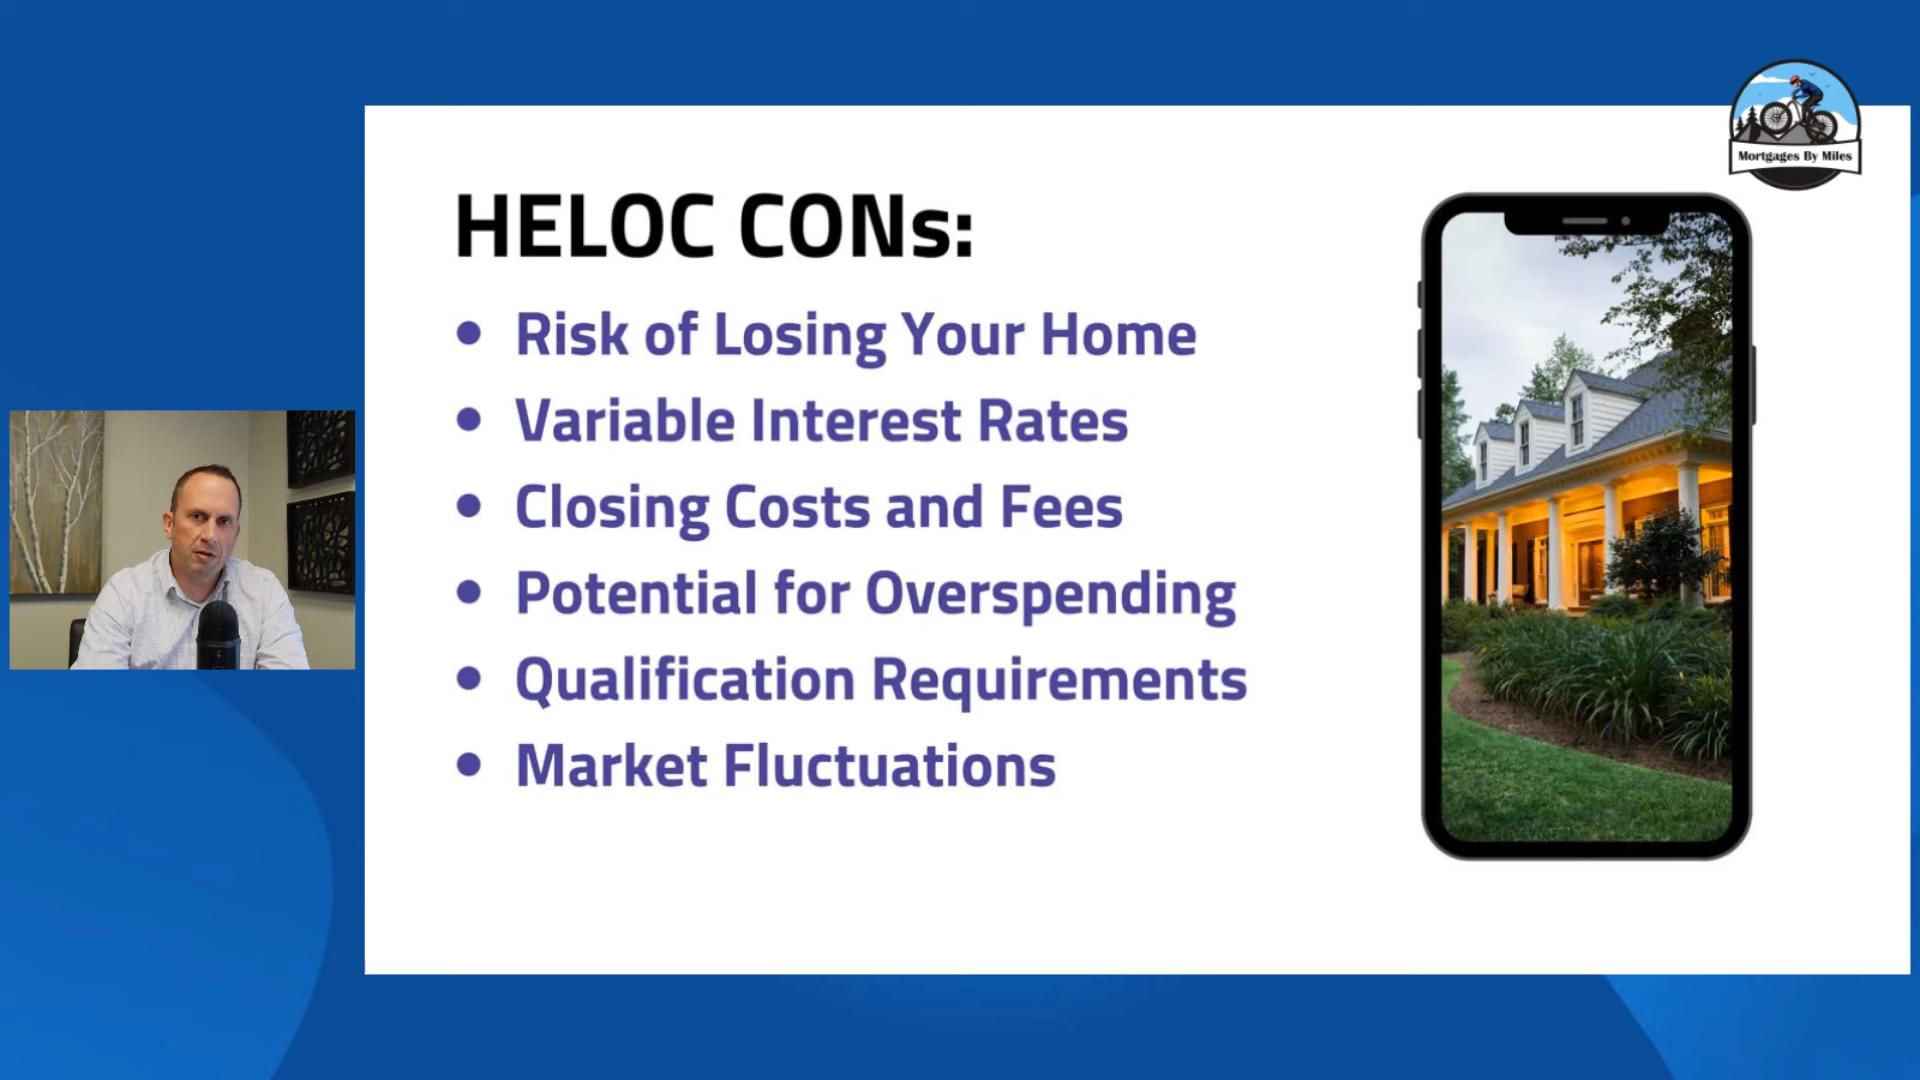 Mortgages By Miles
HELOC CONs:
• Risk of Losing Your Home
• Variable Interest Rates
• Closing Costs and Fees
• Potential for Overspending
• Qualification Requirements
• Market Fluctuations